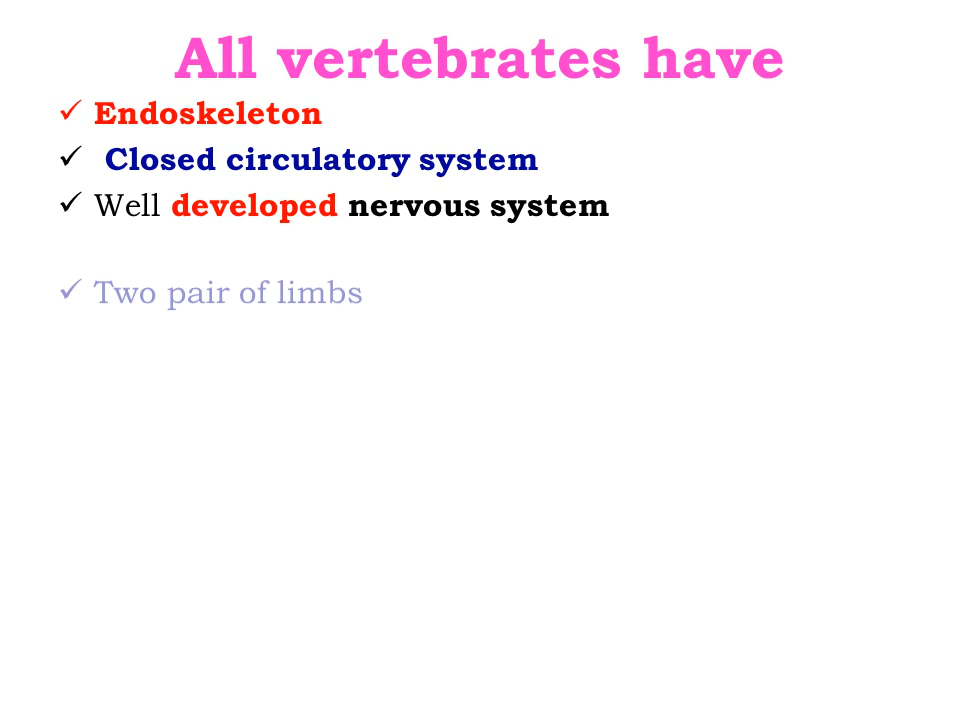 All vertebrates have
✓ Endoskeleton
✓ Closed circulatory system
✓ Well developed nervous system
✓ Two pair of limbs